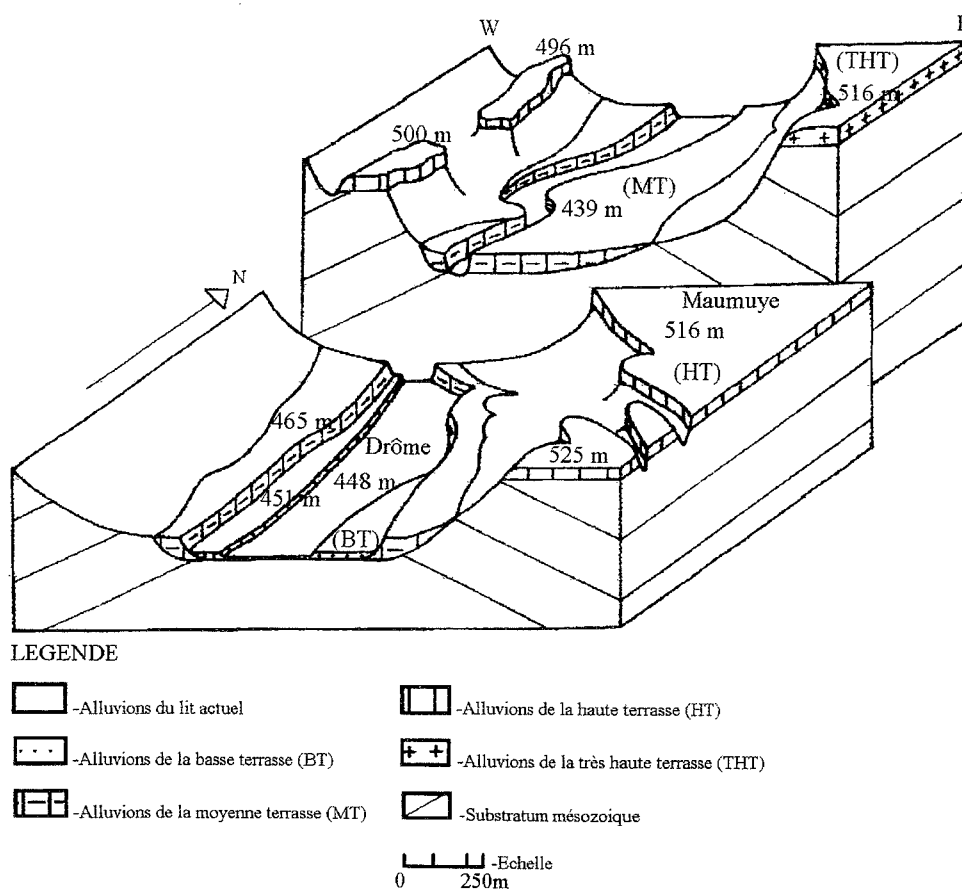 W
E
496 m
(THT)
516 m
500 m
(MT)
439 m
N
Maumuye
516 m
(HT)
465 m
Drôme
525 m
451 m
448 m
(BT)
LEGENDE
-Alluvions du lit actuel
-Alluvions de la haute terrasse (HT)
-Alluvions de la basse terrasse (BT)
-Alluvions de la très haute terrasse (THT)
-Alluvions de la moyenne terrasse (MT)
-Substratum mésozoique
-Echelle
0 250m